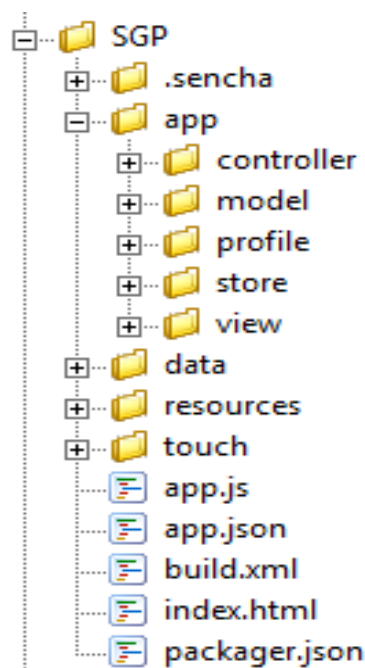 SGP
.sencha
app
controller
model
profile
store
view
data
resources
touch
app.js
app.json
build.xml
index.html
packager.json